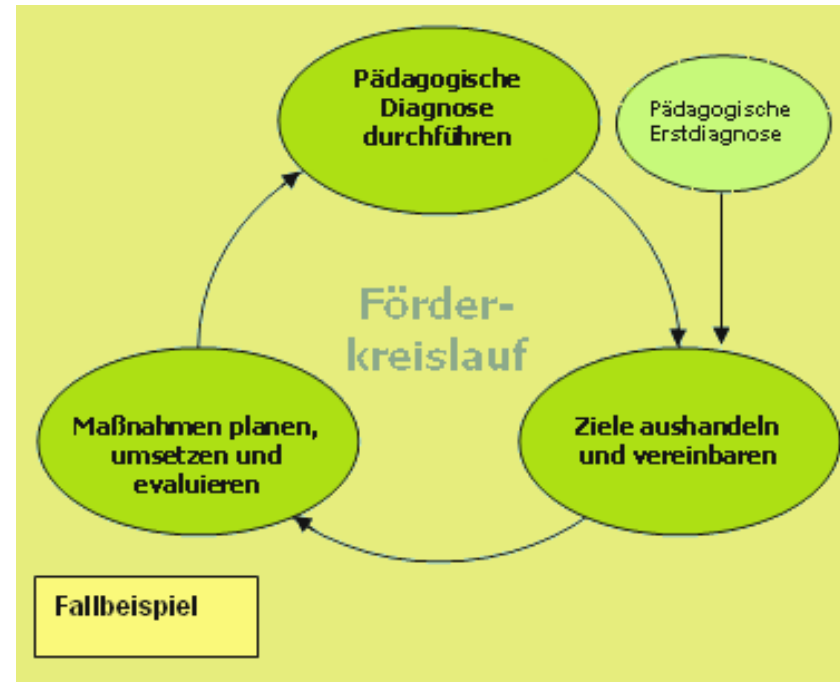 Pädagogische
Diagnose
durchführen
Pädagogische
Erstdiagnose
Förder-
kreislauf
Maßnahmen planen,
umsetzen und
evaluieren
Ziele aushandeln
und vereinbaren
Fallbeispiel